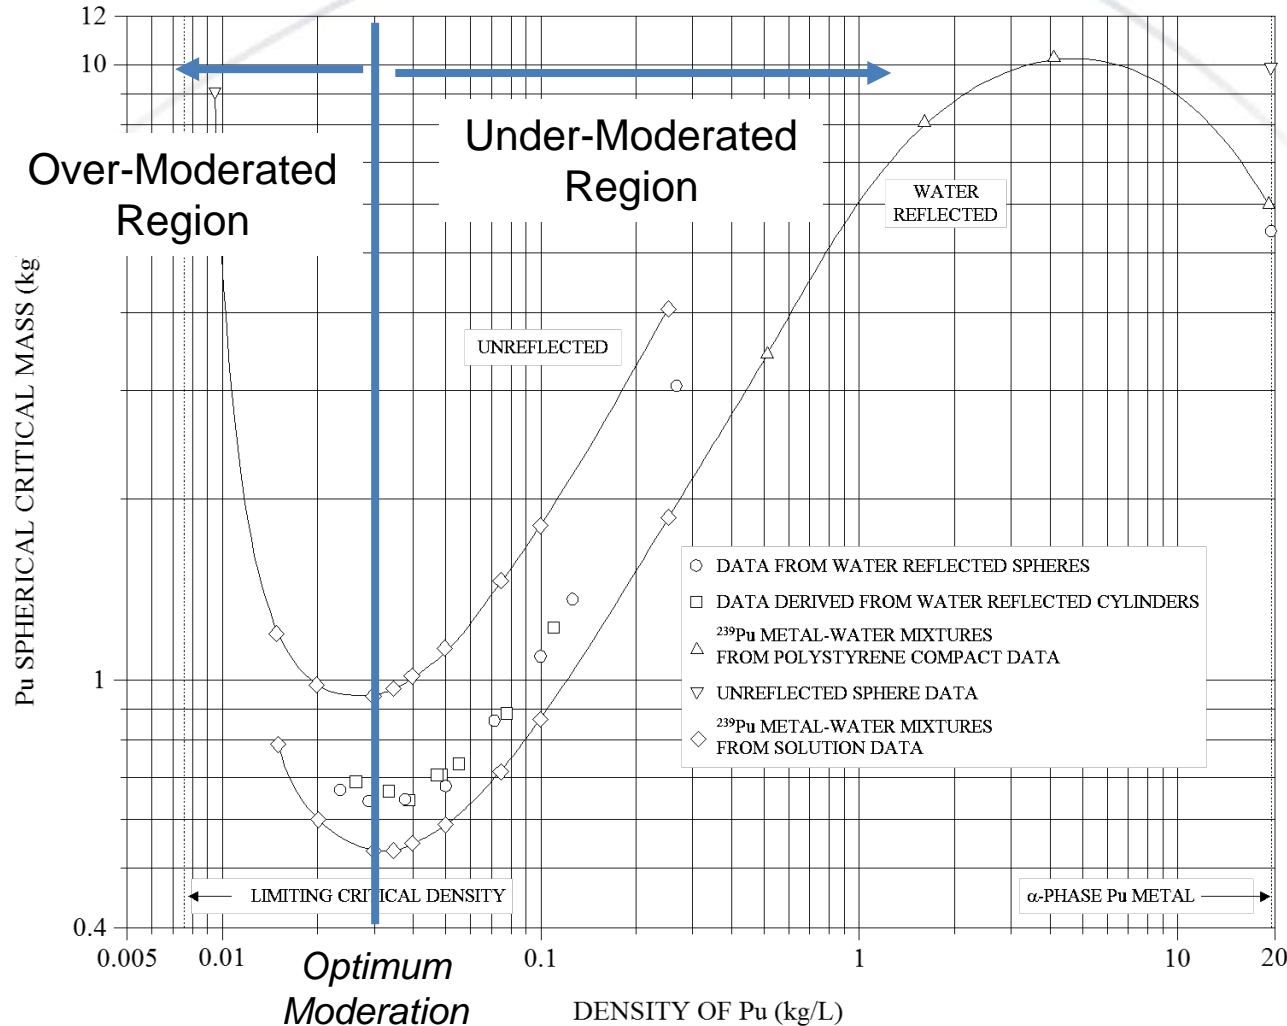 12
10
Over-Moderated
Region
Under-Moderated
Region
WATER
REFLECTED
UNREFLECTED
Pu SPHERICAL CRITICAL MASS (kg
DATA FROM WATER REFLECTED SPHERES
DATA DERIVED FROM WATER REFLECTED CYLINDERS
²³⁹Pu METAL-WATER MIXTURES
FROM POLYSTYRENE COMPACT DATA
UNREFLECTED SPHERE DATA
²³⁹Pu METAL-WATER MIXTURES
FROM SOLUTION DATA
1
LIMITING CRITICAL DENSITY
α-PHASE Pu METAL
0.4
0.005 0.01 0.1 1 10 20
Optimum
Moderation
DENSITY OF Pu (kg/L)